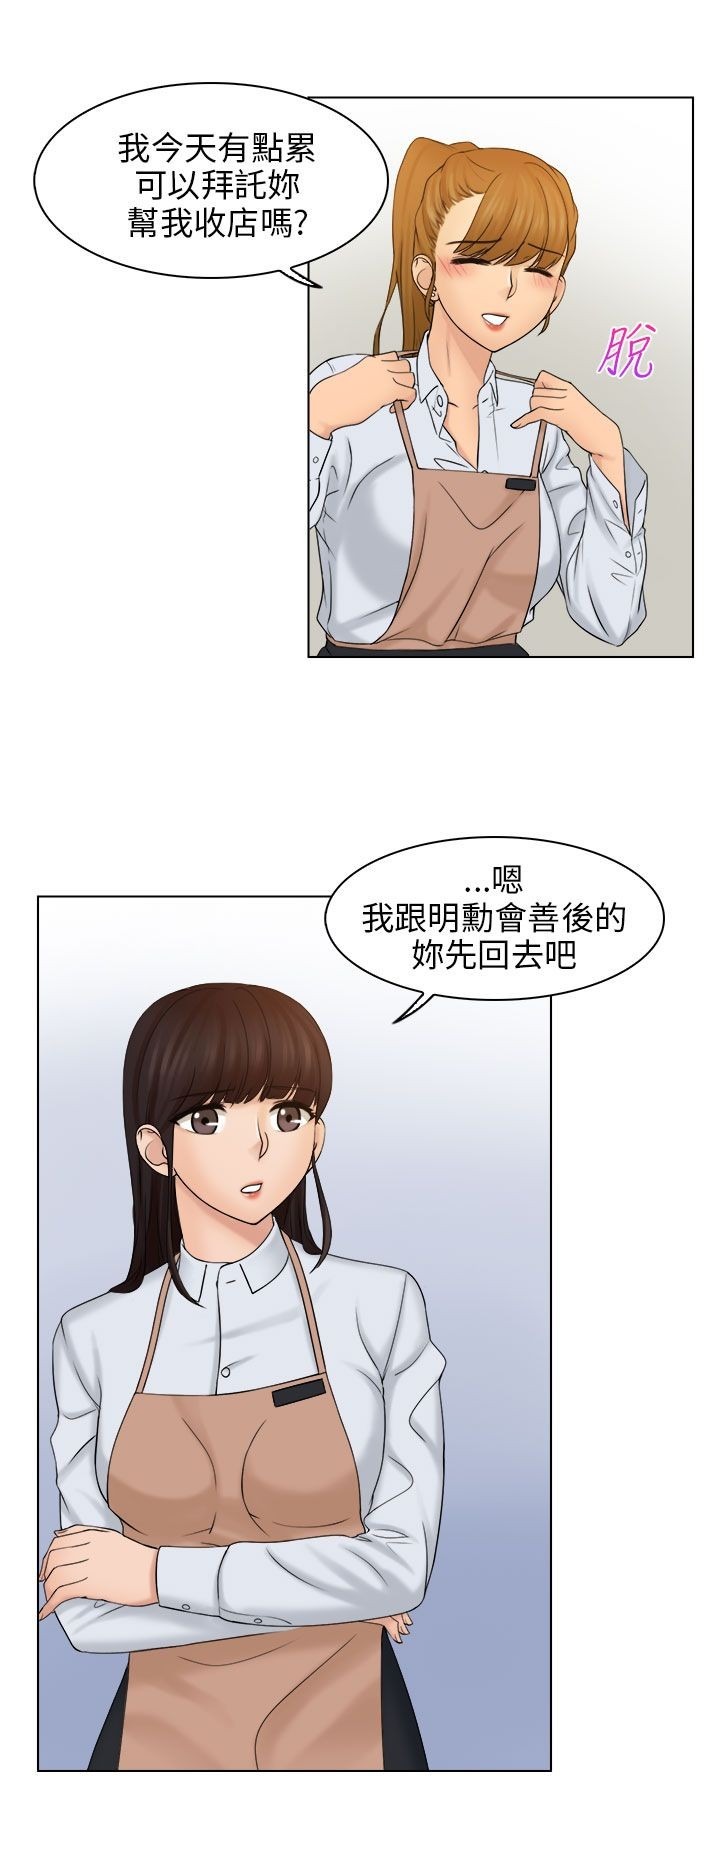 我今天有點累
可以拜託妳
幫我收店嗎?
脫
...嗯
我跟明勳會善後的
妳先回去吧